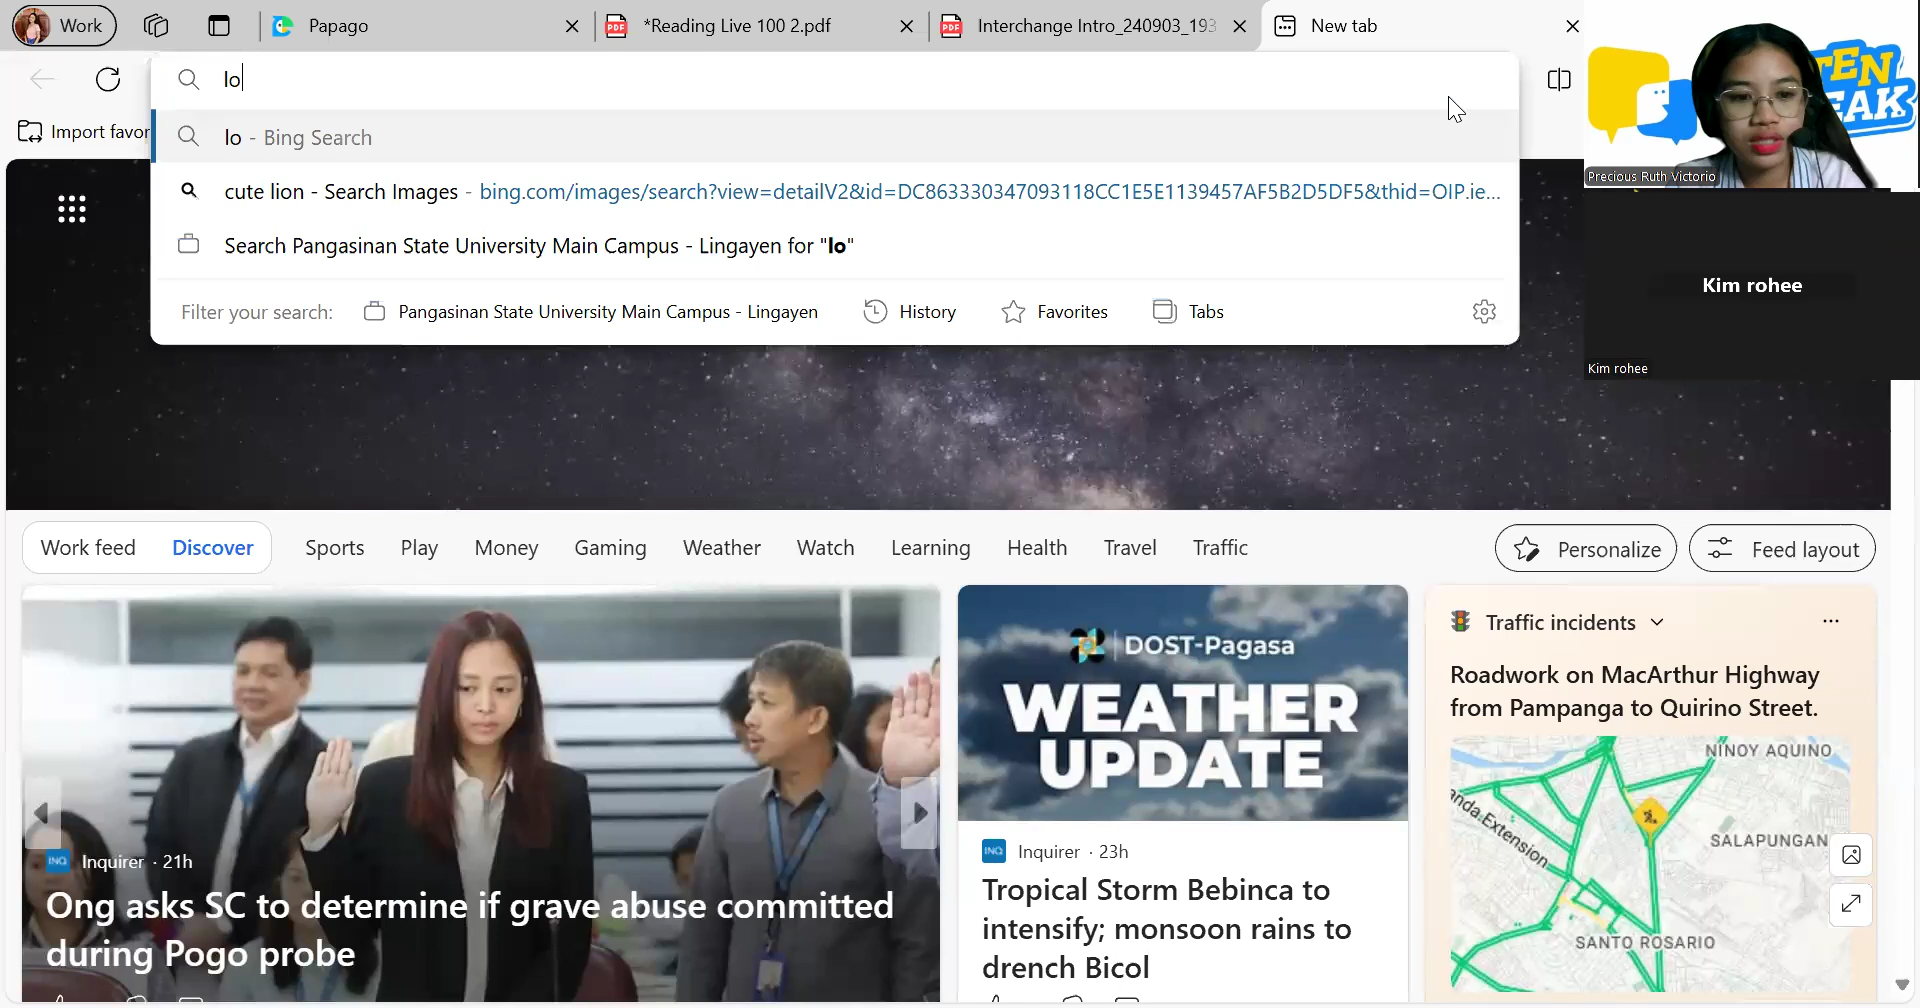 Work
Papago
*Reading Live 100 2.pdf
Interchange Intro_240903_193
New tab
lo
Import favor
lo - Bing Search
cute lion - Search Images - bing.com/images/search?view=detailV2&id=DC863330347093118CC1E5E1139457AF5B2D5DF5&thid=OIP.ie...
Search Pangasinan State University Main Campus - Lingayen for "lo"
Filter your search:
Pangasinan State University Main Campus - Lingayen
History
Favorites
Tabs
TEN
EAK
Precious Ruth Victorio
Kim rohee
Kim rohee
Work feed
Discover
Sports
Play
Money
Gaming
Weather
Watch
Learning
Health
Travel
Traffic
Personalize
Feed layout
INQ Inquirer · 21h
Ong asks SC to determine if grave abuse committed
during Pogo probe
DOST-Pagasa
WEATHER
UPDATE
INQ Inquirer · 23h
Tropical Storm Bebinca to
intensify; monsoon rains to
drench Bicol
Traffic incidents
Roadwork on MacArthur Highway
from Pampanga to Quirino Street.
NINOY AQUINO
anda Extension
SALAPUNGAN
SANTO ROSARIO